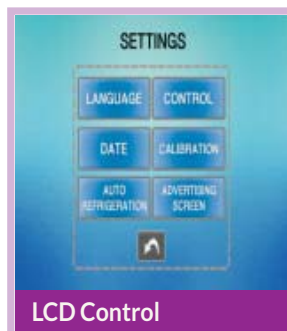 SETTINGS
LANGUAGE CONTROL
DATE CALIBRATION
AUTO ADVERTISING
REFRIGERATION SCREEN
LCD Control